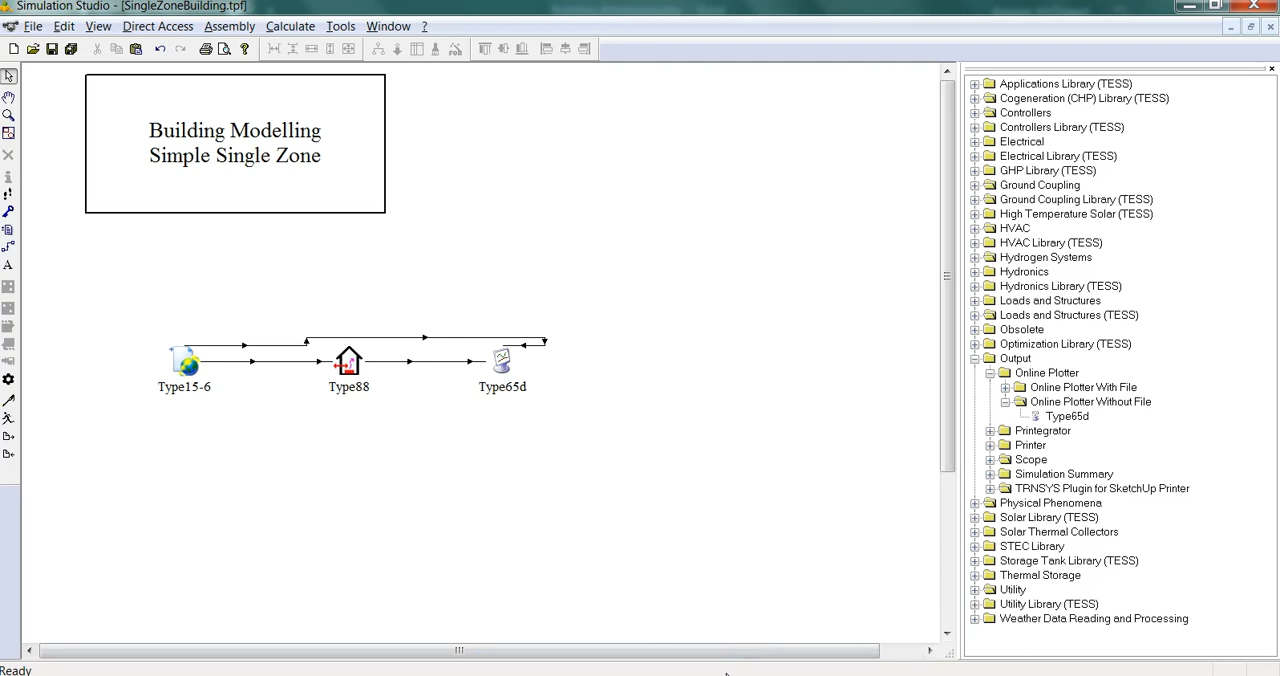 Simulation Studio - [SingleZoneBuilding.tpf]
File Edit View Direct Access Assembly Calculate Tools Window ?
Building Modelling
Simple Single Zone
Type15-6
Type88
Type65d
Applications Library (TESS)
Cogeneration (CHP) Library (TESS)
Controllers
Controllers Library (TESS)
Electrical
Electrical Library (TESS)
GHP Library (TESS)
Ground Coupling
Ground Coupling Library (TESS)
High Temperature Solar (TESS)
HVAC
HVAC Library (TESS)
Hydrogen Systems
Hydronics
Hydronics Library (TESS)
Loads and Structures
Loads and Structures (TESS)
Obsolete
Optimization Library (TESS)
Output
Online Plotter
Online Plotter With File
Online Plotter Without File
Type65d
Printegrator
Printer
Scope
Simulation Summary
TRNSYS Plugin for SketchUp Printer
Physical Phenomena
Solar Library (TESS)
Solar Thermal Collectors
STEC Library
Storage Tank Library (TESS)
Thermal Storage
Utility
Utility Library (TESS)
Weather Data Reading and Processing
Ready